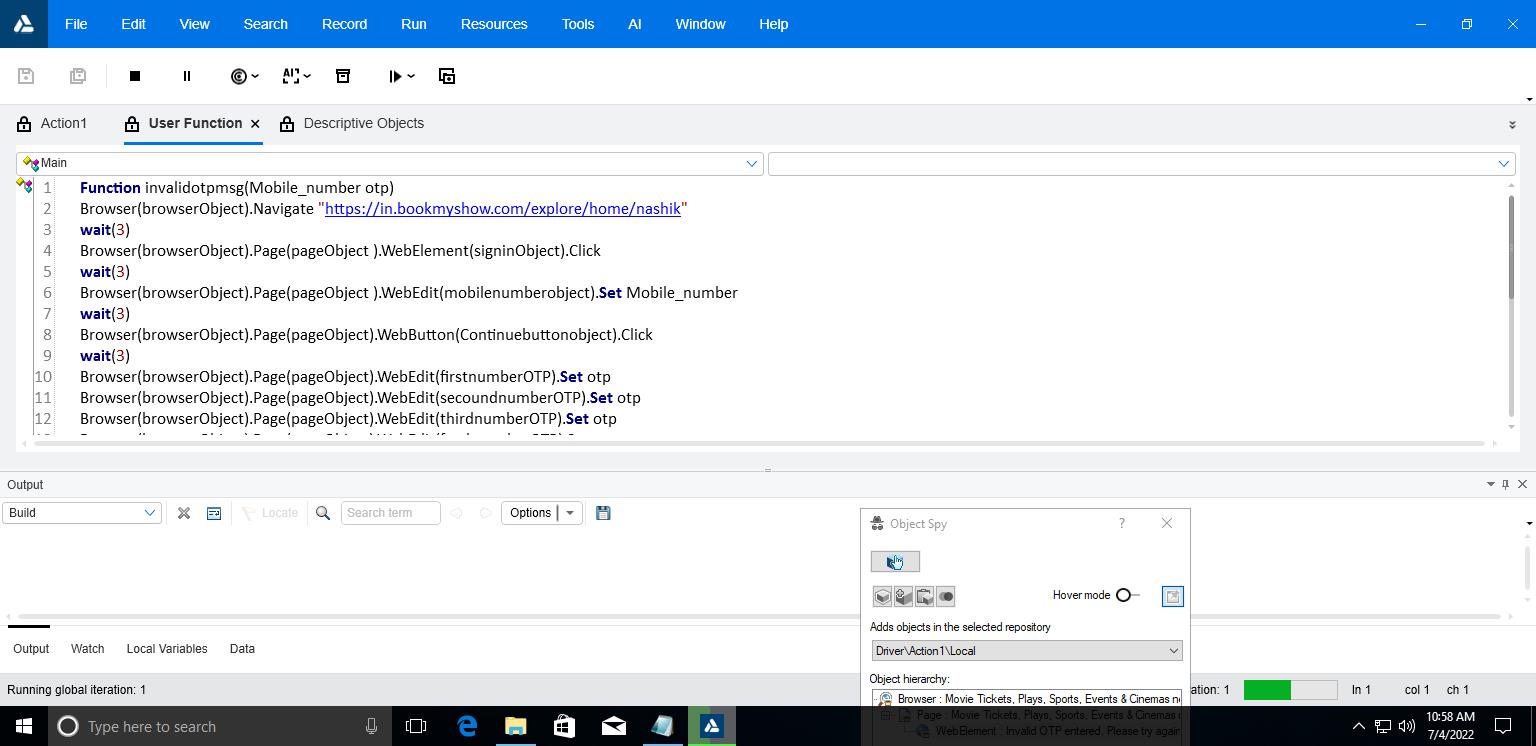 File Edit View Search Record Run Resources Tools AI Window Help
Action1 User Function × Descriptive Objects
Main
1 Function invalidotpmsg(Mobile_number otp)
2 Browser(browserObject).Navigate "https://in.bookmyshow.com/explore/home/nashik"
3 wait(3)
4 Browser(browserObject).Page(pageObject ).WebElement(signinObject).Click
5 wait(3)
6 Browser(browserObject).Page(pageObject ).WebEdit(mobilenumberobject).Set Mobile_number
7 wait(3)
8 Browser(browserObject).Page(pageObject).WebButton(Continuebuttonobject).Click
9 wait(3)
10 Browser(browserObject).Page(pageObject).WebEdit(firstnumberOTP).Set otp
11 Browser(browserObject).Page(pageObject).WebEdit(secoundnumberOTP).Set otp
12 Browser(browserObject).Page(pageObject).WebEdit(thirdnumberOTP).Set otp
Output
Build Locate Search term Options
Object Spy ?
Hover mode
Adds objects in the selected repository
Driver\Action1\Local
Object hierarchy:
Browser : Movie Tickets, Plays, Sports, Events & Cinemas
Page : Movie Tickets, Plays, Sports, Events & Cinemas
WebElement : Invalid OTP entered. Please try again
Output Watch Local Variables Data
Running global iteration: 1 ation: 1 ln 1 col 1 ch 1
Type here to search
10:58 AM
7/4/2022